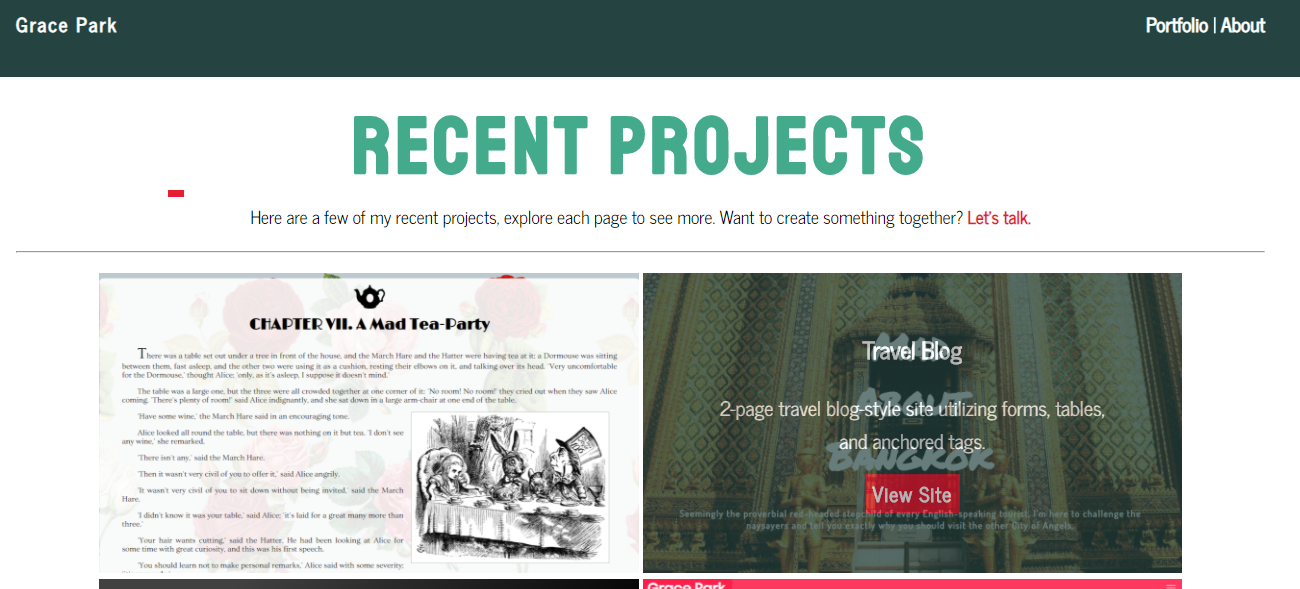 Grace Park
Portfolio | About
RECENT PROJECTS
Here are a few of my recent projects, explore each page to see more. Want to create something together? Let's talk.
CHAPTER VII. A Mad Tea-Party
There was a table set out under a tree in front of the house, and the March Hare and the Hatter were having tea at it: a Dormouse was sitting
between them, fast asleep, and the other two were using it as a cushion, resting their elbows on it, and talking over its head. 'Very uncomfortable
for the Dormouse,' thought Alice; 'only, as it's asleep, I suppose it doesn't mind.'
The table was a large one, but the three were all crowded together at one corner of it: 'No room! No room!' they cried out when they saw Alice
coming. 'There's plenty of room!' said Alice indignantly, and she sat down in a large arm-chair at one end of the table.
'Have some wine,' the March Hare said in an encouraging tone.
Alice looked all round the table, but there was nothing on it but tea. 'I don't see
any wine,' she remarked.
'There isn't any,' said the March Hare.
'Then it wasn't very civil of you to offer it,' said Alice angrily.
'It wasn't very civil of you to sit down without being invited,' said the March
Hare.
'I didn't know it was your table,' said Alice; 'it's laid for a great many more than
three.'
'Your hair wants cutting,' said the Hatter. He had been looking at Alice for
some time with great curiosity, and this was his first speech.
'You should learn not to make personal remarks,' Alice said with some severity;
Travel Blog
2-page travel blog-style site utilizing forms, tables,
and anchored tags.
ABOUT
BANGKOK
View Site
Seemingly the proverbial red-headed stepchild of every English-speaking tourist, I'm here to challenge the
naysayers and tell you exactly why you should visit the other City of Angels.
Grace Park